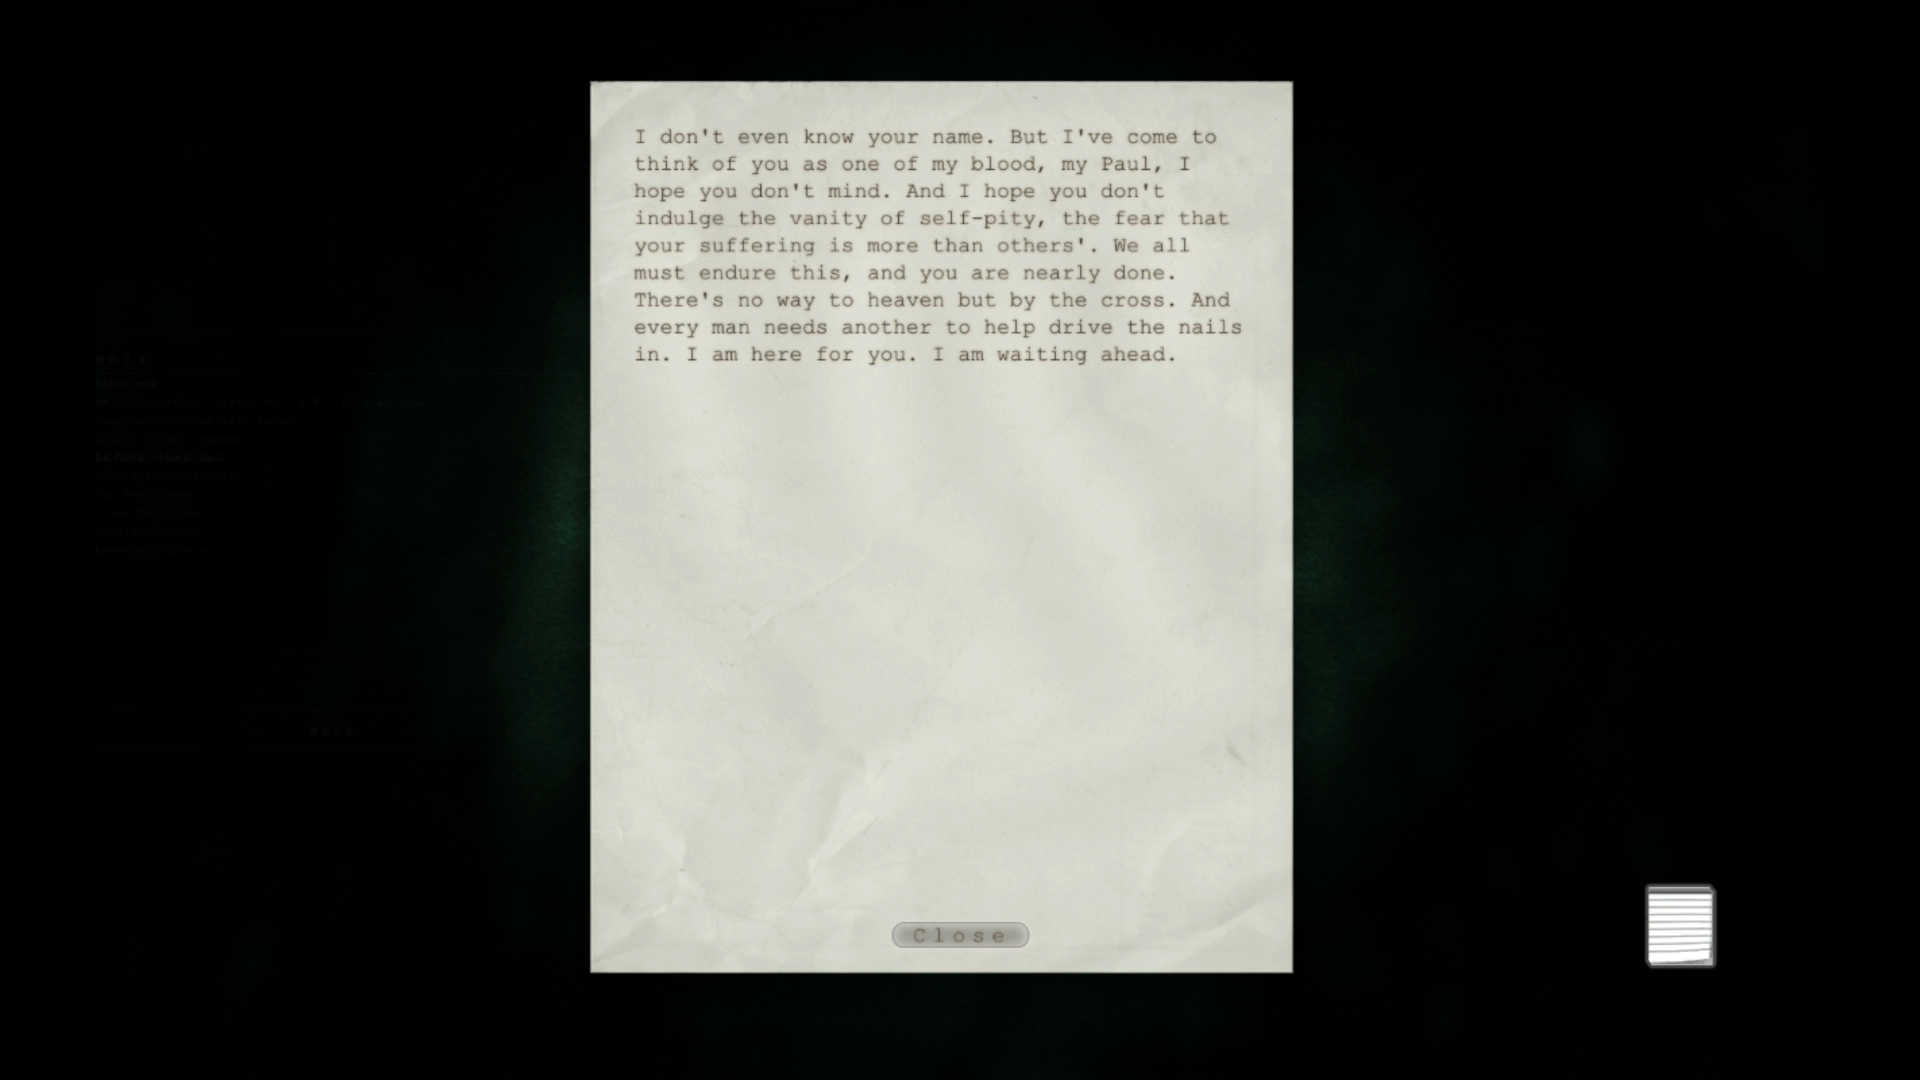 I don't even know your name. But I've come to
think of you as one of my blood, my Paul, I
hope you don't mind. And I hope you don't
indulge the vanity of self-pity, the fear that
your suffering is more than others'. We all
must endure this, and you are nearly done.
There's no way to heaven but by the cross. And
every man needs another to help drive the nails
in. I am here for you. I am waiting ahead.
Back
Close